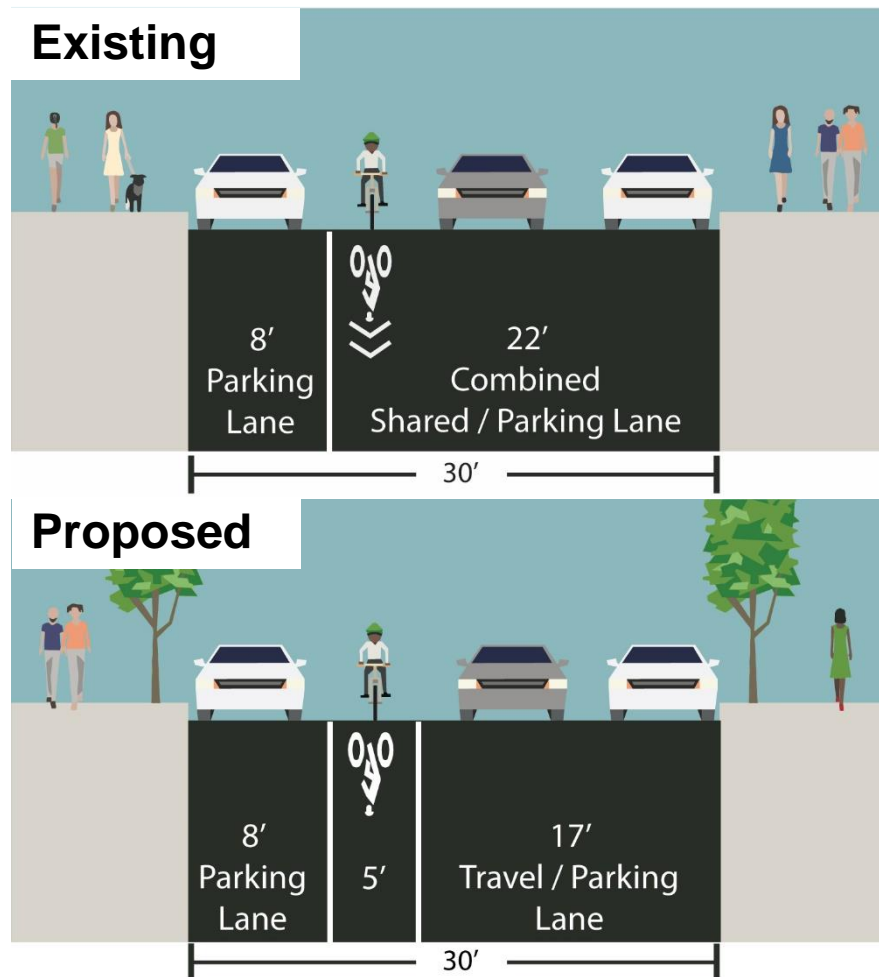 Existing
8’
Parking
Lane
22’
Combined
Shared / Parking Lane
30’
Proposed
8’
Parking
Lane
5’
17’
Travel / Parking
Lane
30’